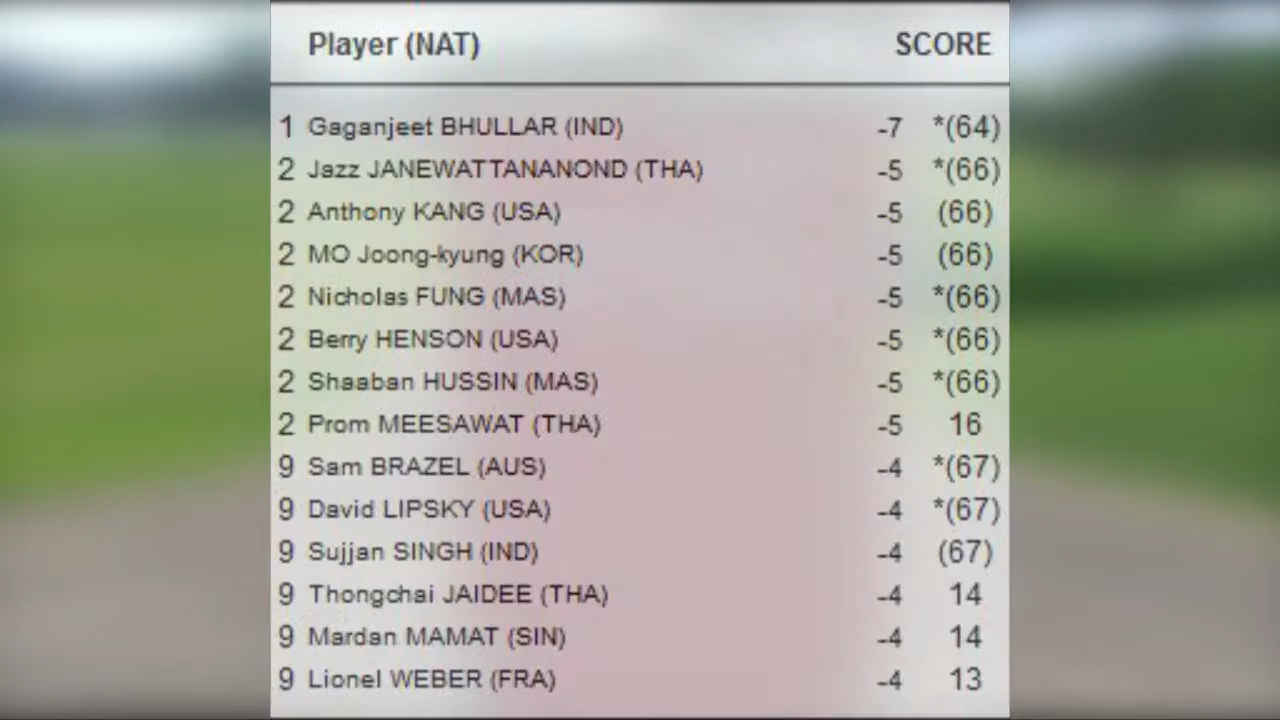 Player (NAT) SCORE
1 Gaganjeet BHULLAR (IND) -7 *(64)
2 Jazz JANEWATTANANOND (THA) -5 *(66)
2 Anthony KANG (USA) -5 (66)
2 MO Joong-kyung (KOR) -5 (66)
2 Nicholas FUNG (MAS) -5 *(66)
2 Berry HENSON (USA) -5 *(66)
2 Shaaban HUSSIN (MAS) -5 *(66)
2 Prom MEESAWAT (THA) -5 16
9 Sam BRAZEL (AUS) -4 *(67)
9 David LIPSKY (USA) -4 *(67)
9 Sujjan SINGH (IND) -4 (67)
9 Thongchai JAIDEE (THA) -4 14
9 Mardan MAMAT (SIN) -4 14
9 Lionel WEBER (FRA) -4 13